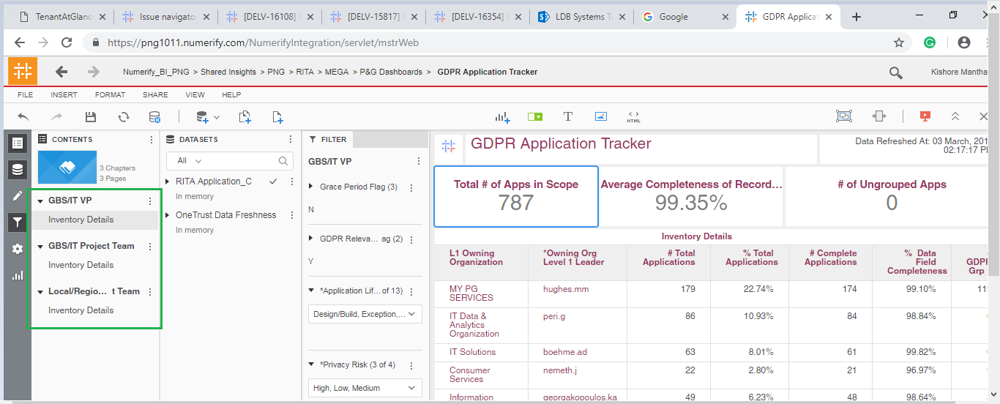 TenantAtGlanc
Issue navigato
[DELV-16108]
[DELV-15817]
[DELV-16354]
LDB Systems T
Google
GDPR Applicat
https://png1011.numerify.com/NumerifyIntegration/servlet/mstrWeb
Numerify_BI_PNG > Shared Insights > PNG > RITA > MEGA > P&G Dashboards > GDPR Application Tracker
Kishore Mantha
FILE INSERT FORMAT SHARE VIEW HELP
T
HTML
CONTENTS
3 Chapters
3 Pages
GBS/IT VP
Inventory Details
GBS/IT Project Team
Inventory Details
Local/Regio... t Team
Inventory Details
DATASETS
All
RITA Application_C
In memory
OneTrust Data Freshness
In memory
FILTER
GBS/IT VP
Grace Period Flag (3)
N
GDPR Releva... ag (2)
Y
*Application Lif... of 13)
Design/Build, Exception,...
*Privacy Risk (3 of 4)
High, Low, Medium
GDPR Application Tracker
Data Refreshed At: 03 March, 201
02:17:17 P
Total # of Apps in Scope
787
Average Completeness of Record...
99.35%
# of Ungrouped Apps
0
Inventory Details
L1 Owning Organization *Owning Org Level 1 Leader # Total Applications % Total Applications # Complete Applications % Data Field Completeness GDPR Grp
MY PG SERVICES hughes.mm 179 22.74% 174 99.10% 11
IT Data & Analytics Organization peri.g 86 10.93% 84 98.84%
IT Solutions boehme.ad 63 8.01% 61 99.82%
Consumer Services nemeth.j 22 2.80% 21 96.97%
Information georgakopoulos.ka 49 6.23% 48 98.64%